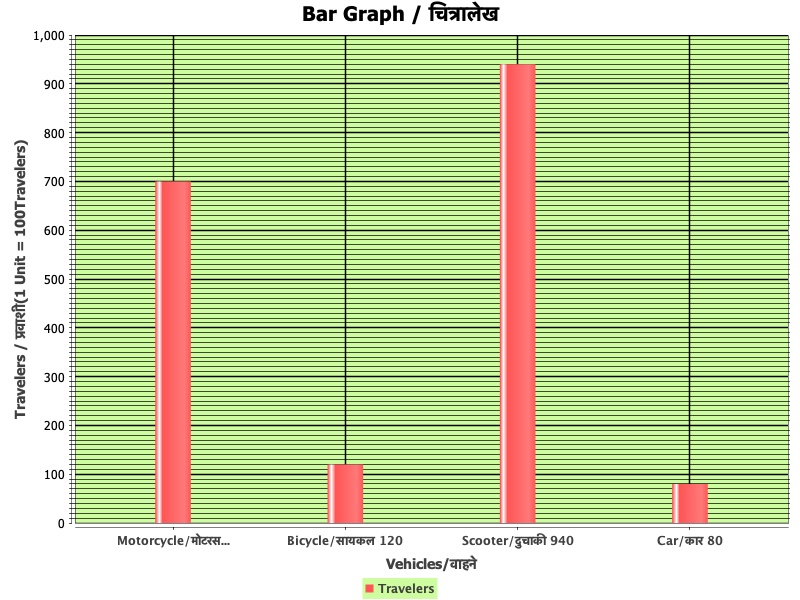 Bar Graph / चित्रालेख
Travelers / प्रवाशी(1 Unit = 100Travelers)
1,000
900
800
700
600
500
400
300
200
100
0
Motorcycle/मोटरस... Bicycle/सायकल 120 Scooter/दुचाकी 940 Car/कार 80
Vehicles/वाहने
Travelers